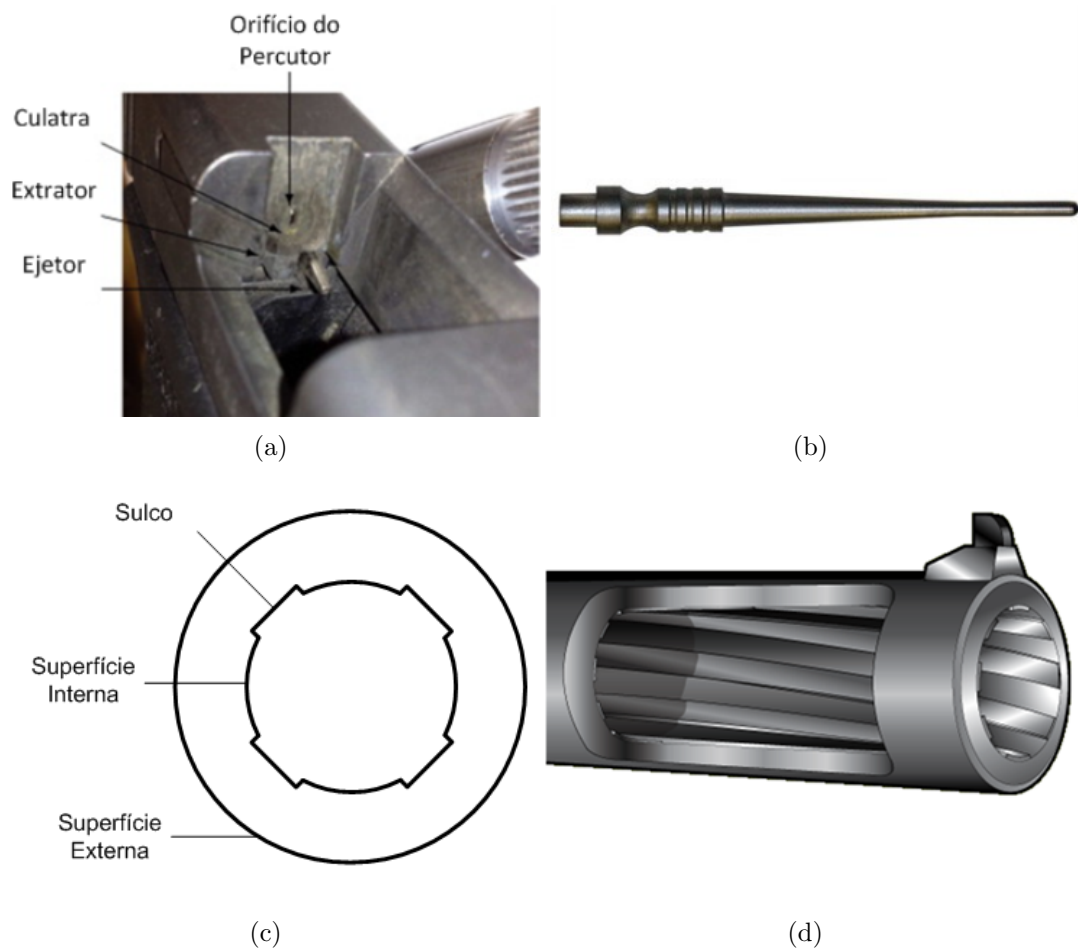 Orifício do
Percutor
Culatra
Extrator
Ejetor
(a)
(b)
Sulco
Superfície
Interna
Superfície
Externa
(c)
(d)